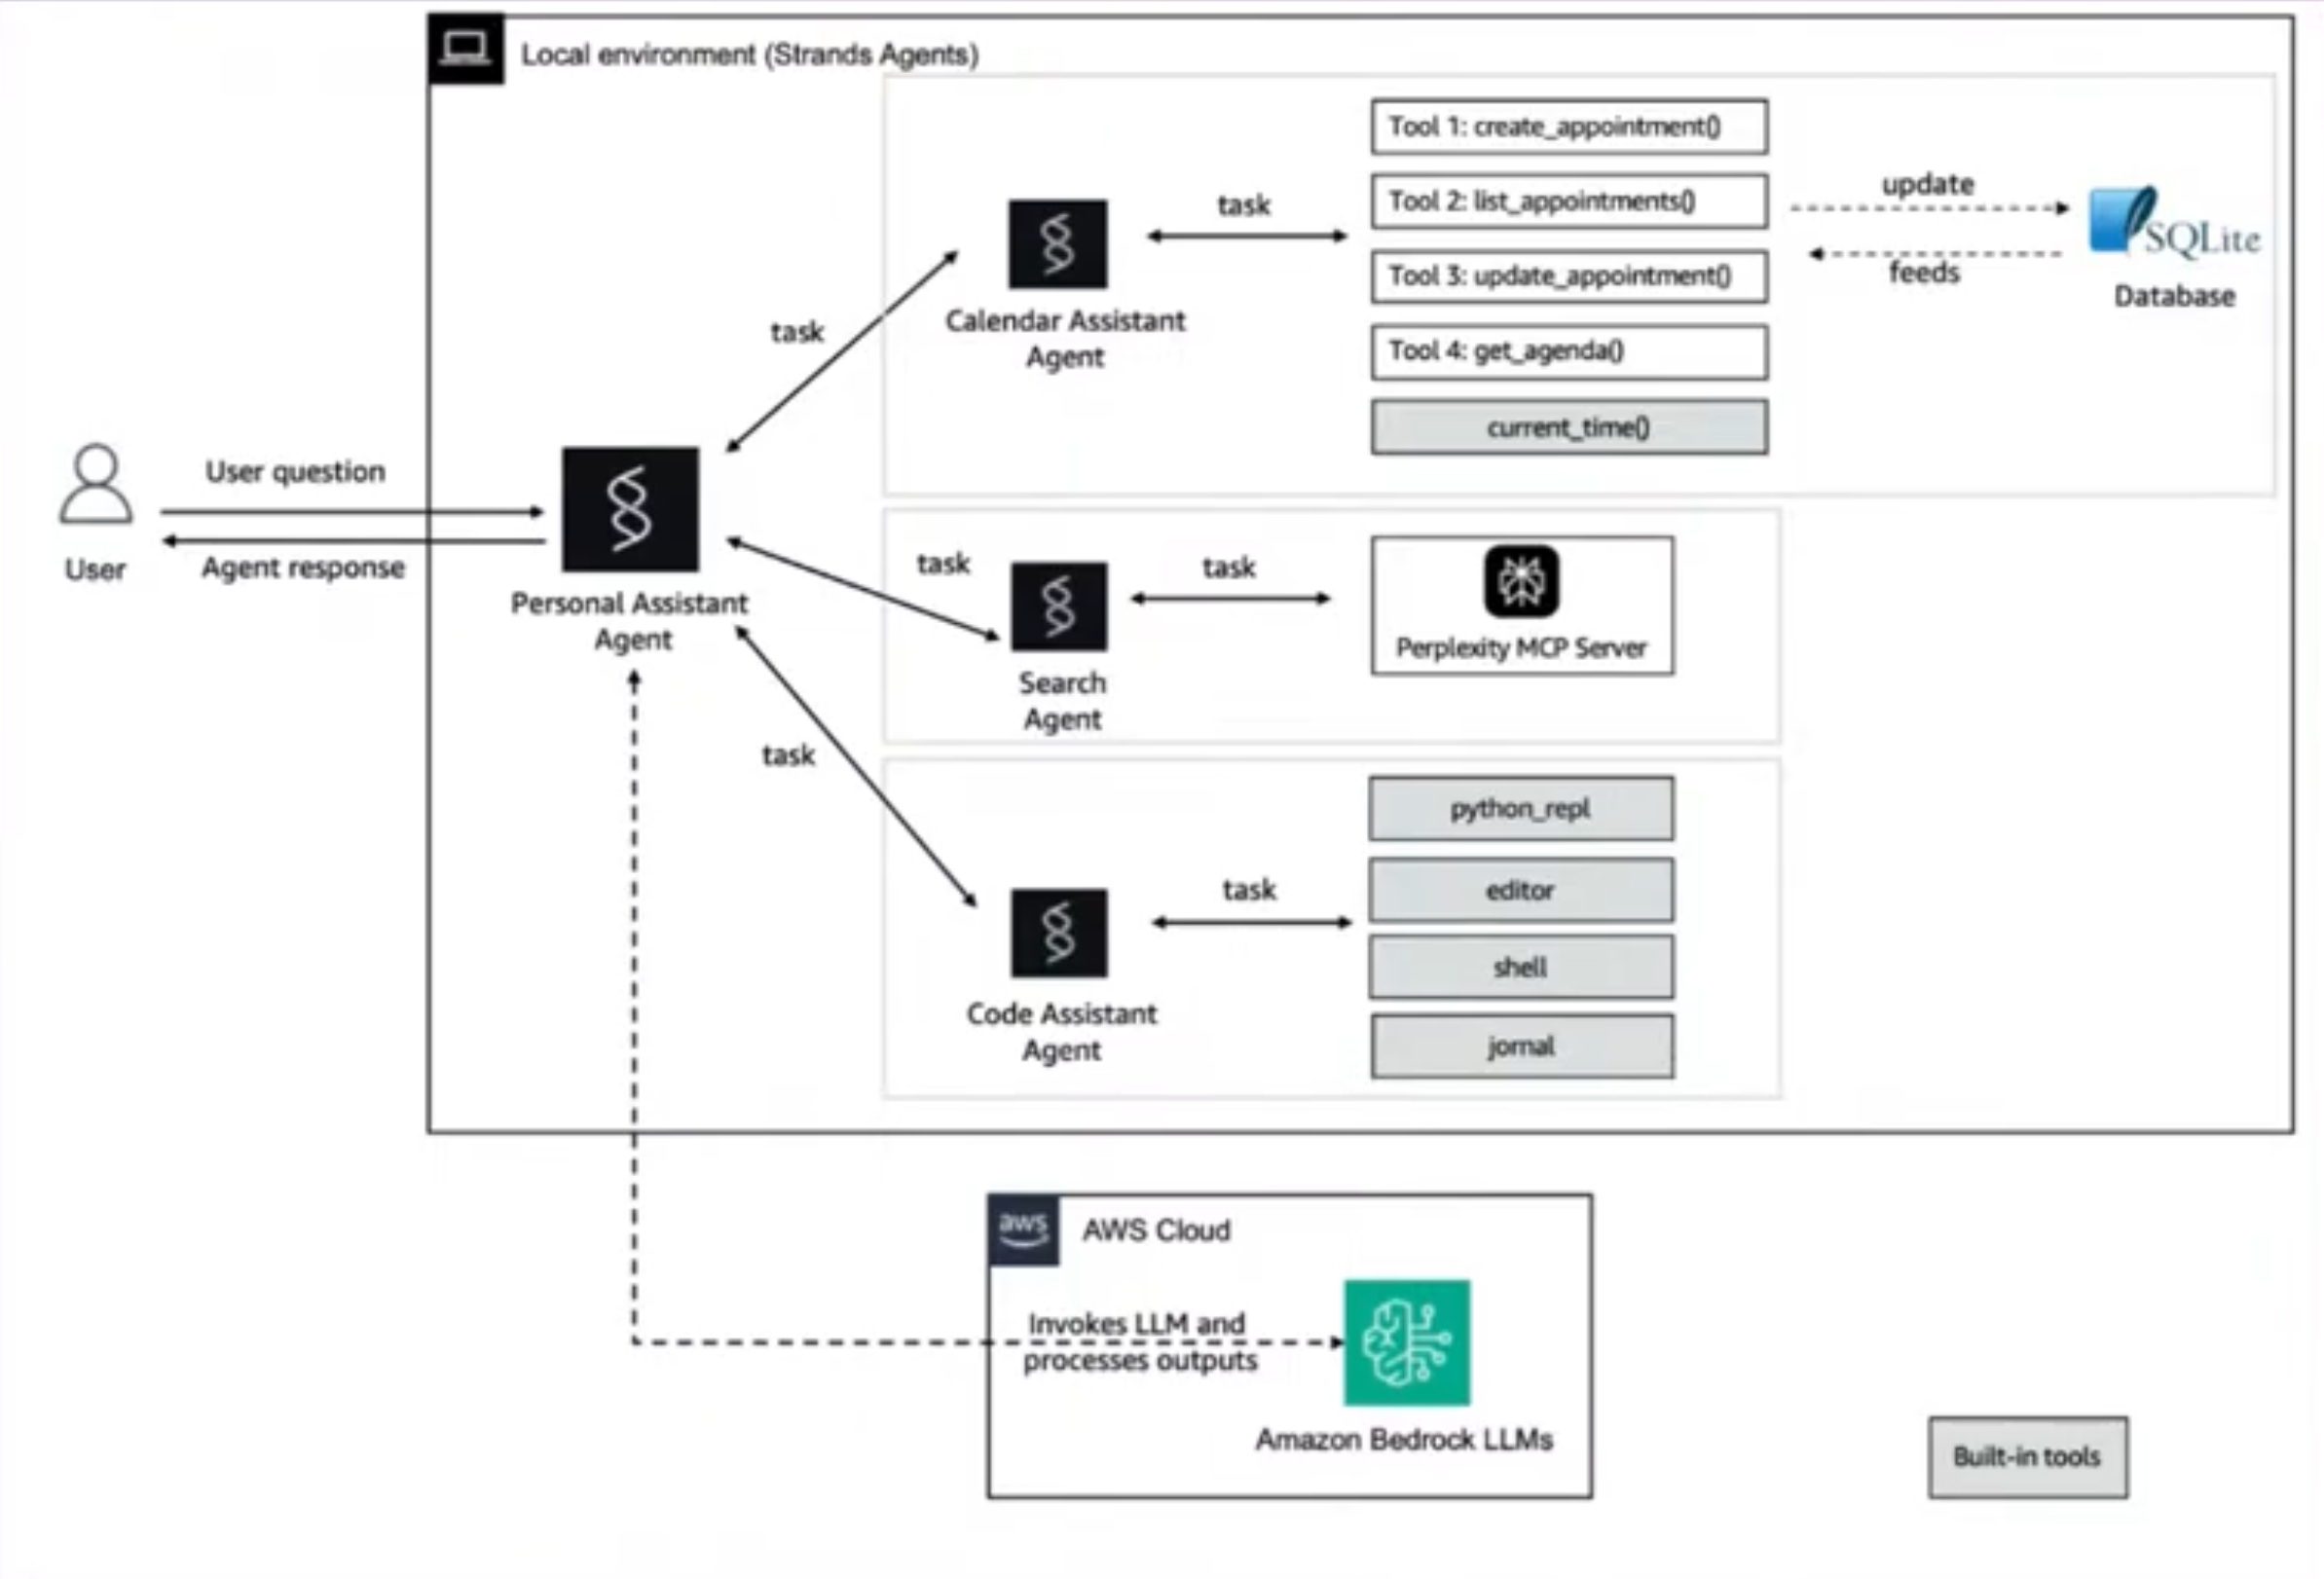 Local environment (Strands Agents)
Tool 1: create_appointment()
Tool 2: list_appointments()
Tool 3: update_appointment()
Tool 4: get_agenda()
current_time()
task
update
feeds
SQLite
Database
Calendar Assistant
Agent
task
User question
Agent response
User
Personal Assistant
Agent
task
task
Search
Agent
Perplexity MCP Server
task
python_repl
editor
shell
jornal
task
Code Assistant
Agent
aws
AWS Cloud
Invokes LLM and
processes outputs
Amazon Bedrock LLMs
Built-in tools